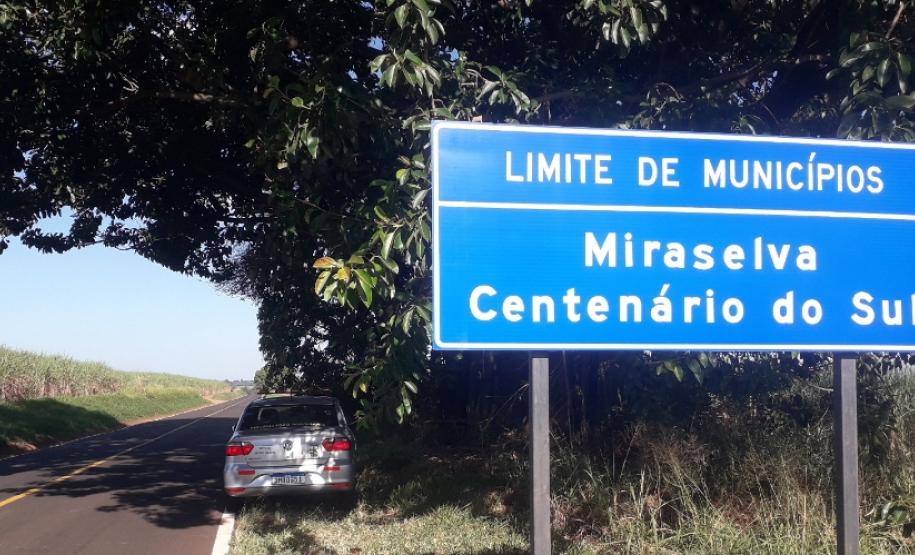 LIMITE DE MUNICÍPIOS
Miraselva
Centenário do Sul